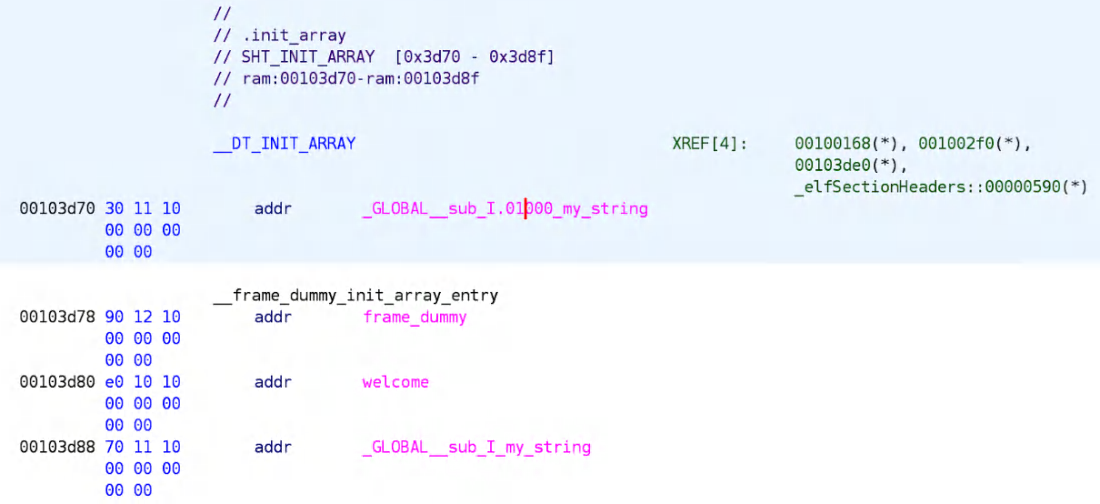 //
// .init_array
// SHT_INIT_ARRAY  [0x3d70 - 0x3d8f]
// ram:00103d70-ram:00103d8f
//
__DT_INIT_ARRAY XREF[4]: 00100168(*), 001002f0(*),
00103de0(*),
_elfSectionHeaders::00000590(*)
00103d70 30 11 10 addr _GLOBAL__sub_I.01000_my_string
00 00 00
00 00
__frame_dummy_init_array_entry
00103d78 90 12 10 addr frame_dummy
00 00 00
00 00
00103d80 e0 10 10 addr welcome
00 00 00
00 00
00103d88 70 11 10 addr _GLOBAL__sub_I_my_string
00 00 00
00 00